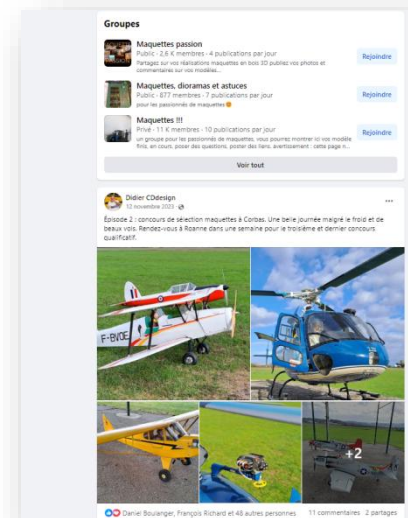 Groupes
Maquettes passion
Public · 2,6 K membres · 4 publications par jour
Partagez sur vos réalisations maquettes en bois 3D publiez vos photos et
commentaires sur vos modèles...
Rejoindre
Maquettes, dioramas et astuces
Public · 677 membres · 7 publications par jour
pour les passionnés de maquettes
Rejoindre
Maquettes !!!
Privé · 11 K membres · 10 publications par jour
un groupe pour les passionnés de maquettes, vous pourrez montrer ici vos modèle
finis, en cours, poser des questions, poster des liens. avertissement : cette page n...
Rejoindre
Voir tout
Didier CDdesign
12 novembre 2023
Épisode 2 : concours de sélection maquettes à Corbas. Une belle journée malgré le froid et de
beaux vols. Rendez-vous à Roanne dans une semaine pour le troisième et dernier concours
qualificatif.
F-BVOE
+2
Daniel Boulanger, François Richard et 48 autres personnes
11 commentaires 2 partages